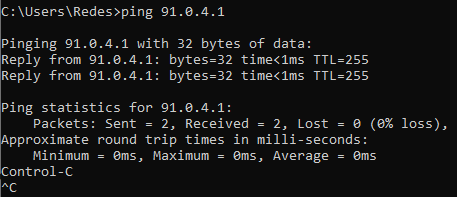 C:\Users\Redes>ping 91.0.4.1
Pinging 91.0.4.1 with 32 bytes of data:
Reply from 91.0.4.1: bytes=32 time<1ms TTL=255
Reply from 91.0.4.1: bytes=32 time<1ms TTL=255
Ping statistics for 91.0.4.1:
    Packets: Sent = 2, Received = 2, Lost = 0 (0% loss),
Approximate round trip times in milli-seconds:
    Minimum = 0ms, Maximum = 0ms, Average = 0ms
Control-C
^C